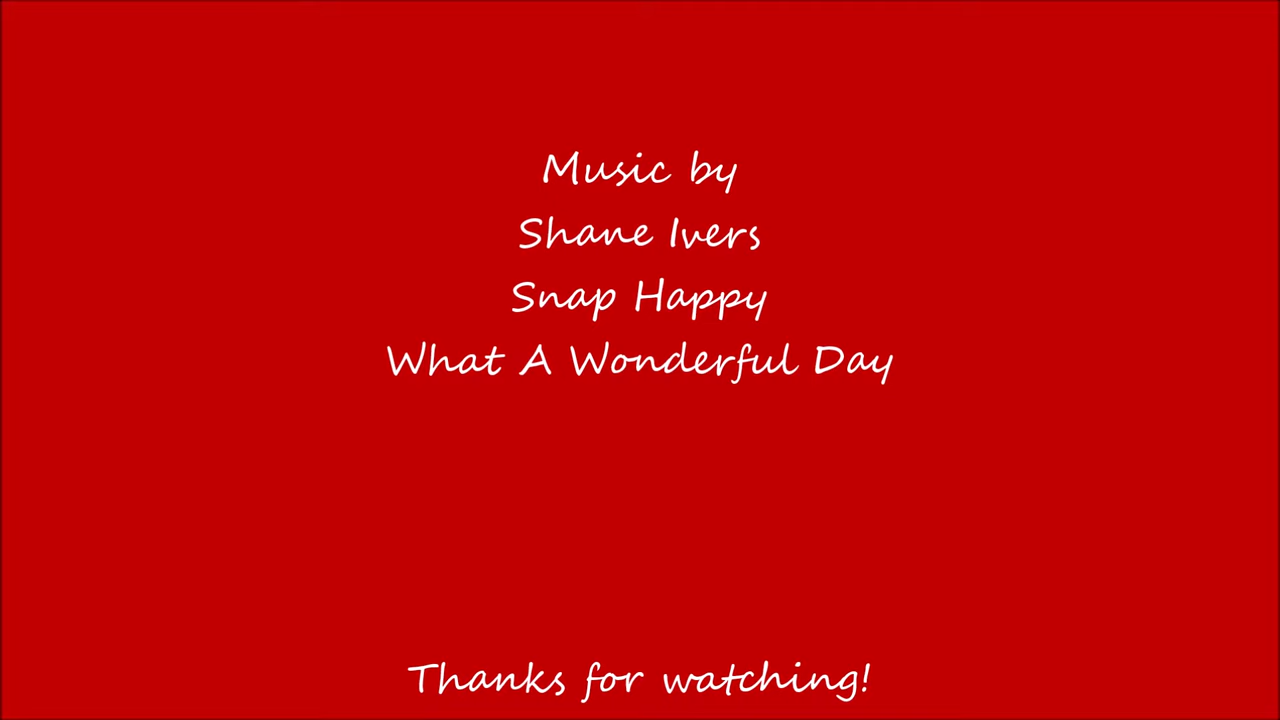 Music by
Shane Ivers
Snap Happy
What A Wonderful Day
Thanks for watching!